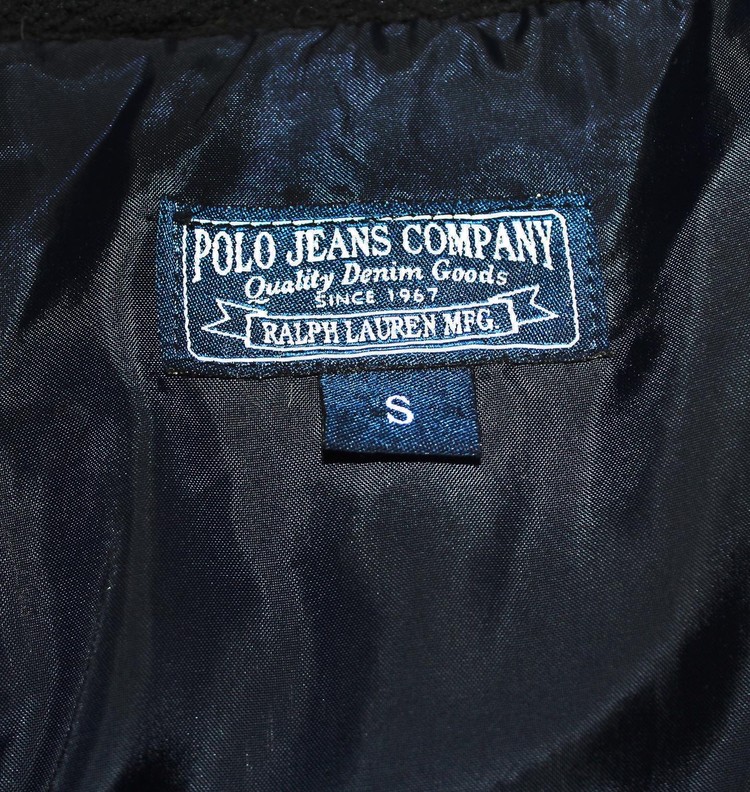 POLO JEANS COMPANY
Quality Denim Goods
SINCE 1967
RALPH LAUREN MFG.
S